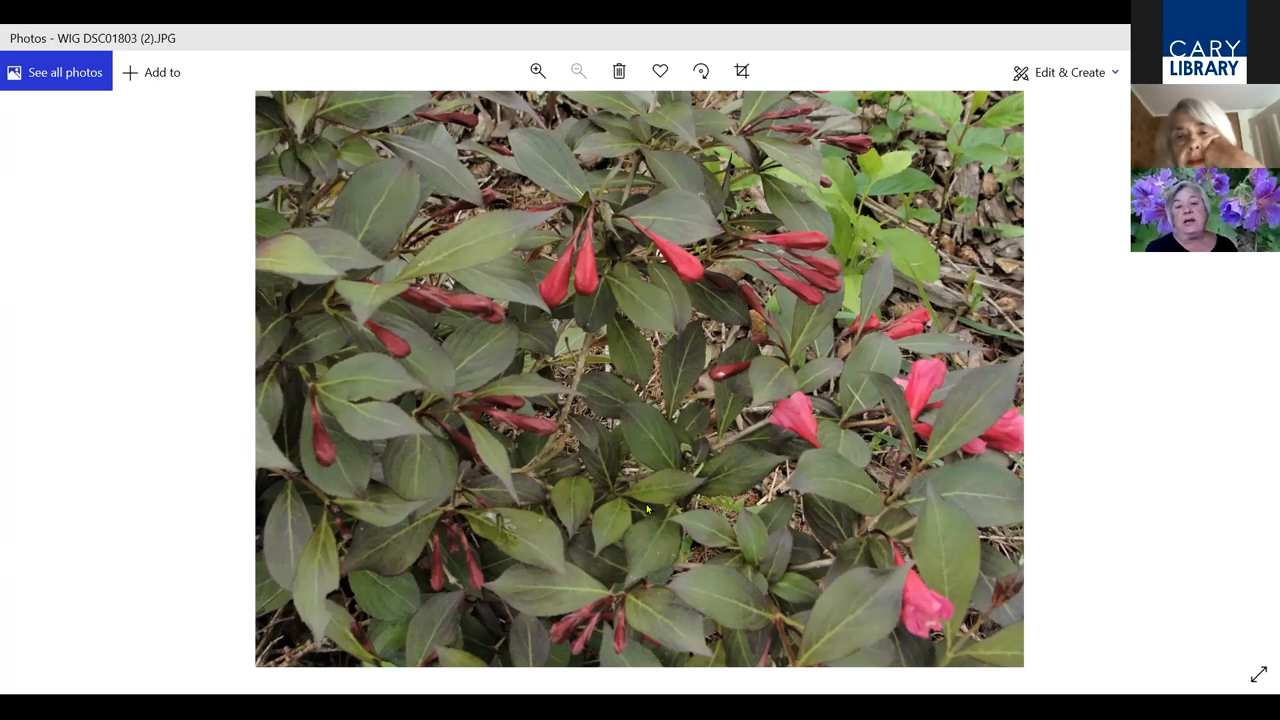 Photos - WIG DSC01803 (2).JPG
See all photos
Add to
Edit & Create
CARY
LIBRARY